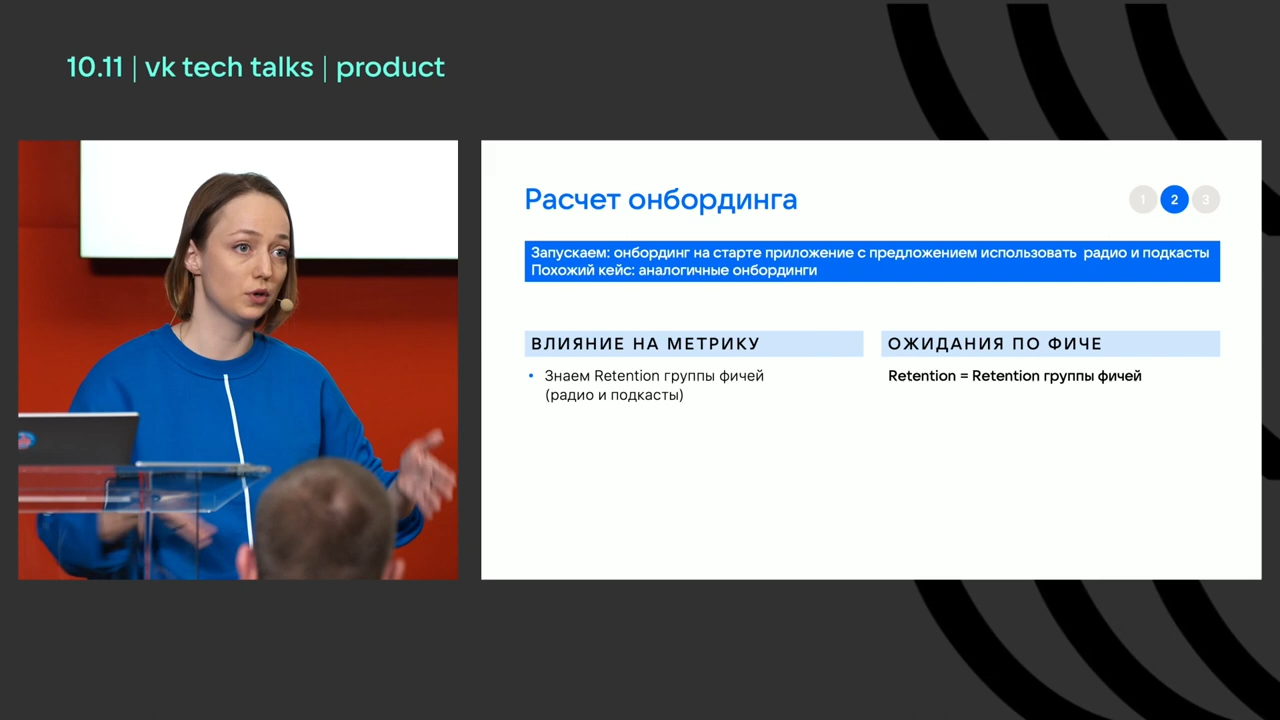 10.11 | vk tech talks | product
Расчет онбординга
1 2 3
Запускаем: онбординг на старте приложение с предложением использовать радио и подкасты
Похожий кейс: аналогичные онбординги
ВЛИЯНИЕ НА МЕТРИКУ
• Знаем Retention группы фичей
(радио и подкасты)
ОЖИДАНИЯ ПО ФИЧЕ
Retention = Retention группы фичей